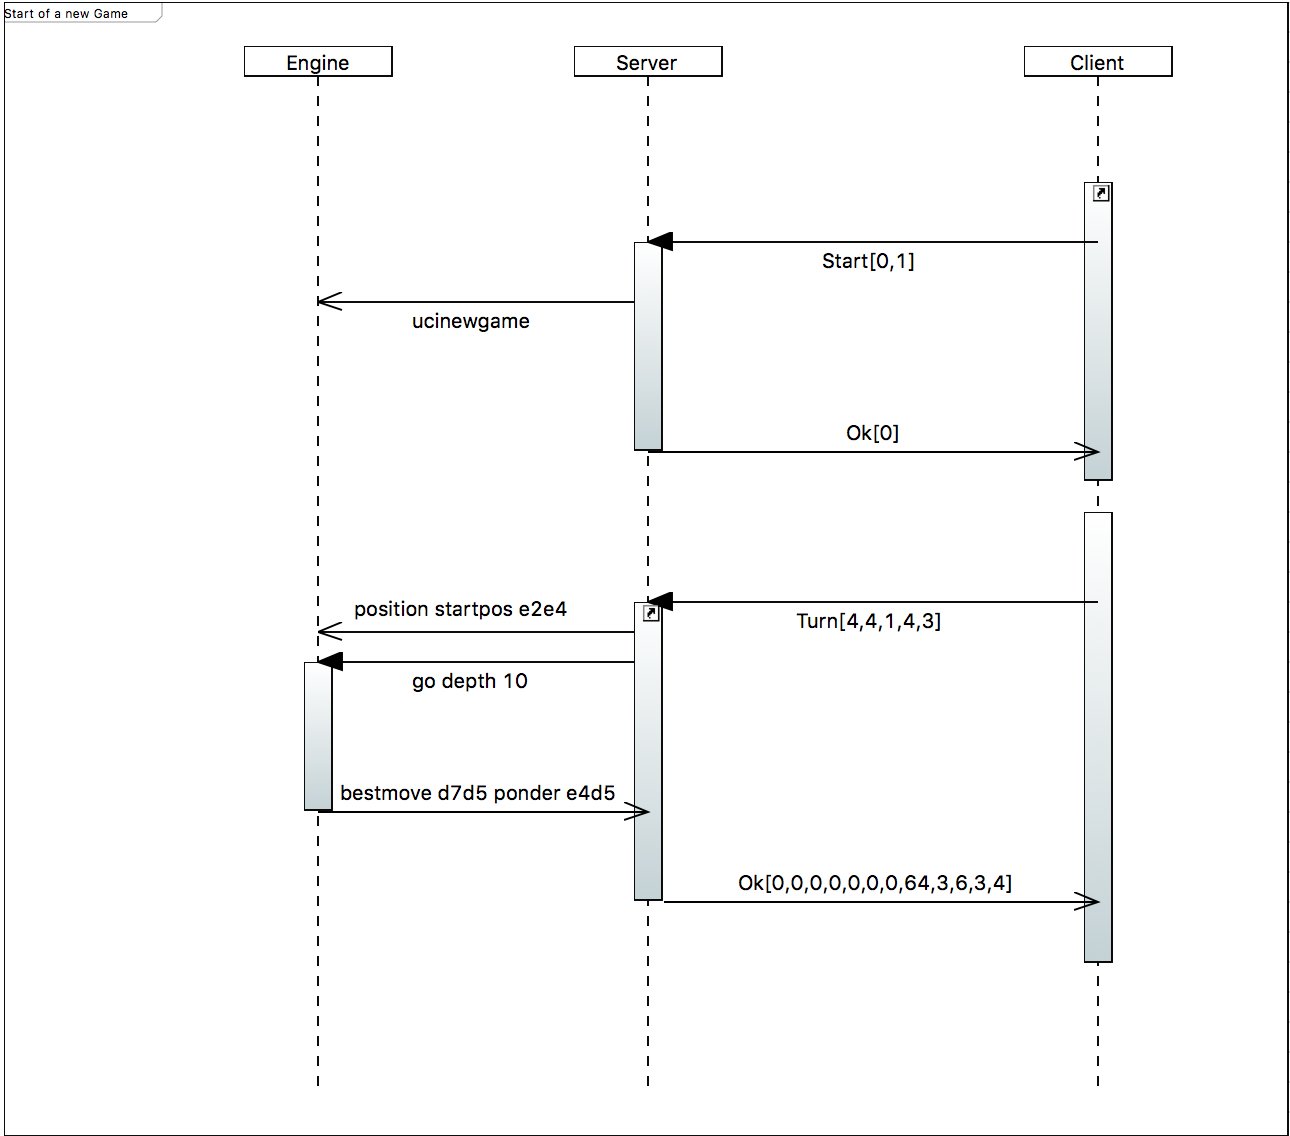 Start of a new Game
Engine
Server
Client
Start[0,1]
ucinewgame
Ok[0]
position startpos e2e4
Turn[4,4,1,4,3]
go depth 10
bestmove d7d5 ponder e4d5
Ok[0,0,0,0,0,0,0,64,3,6,3,4]